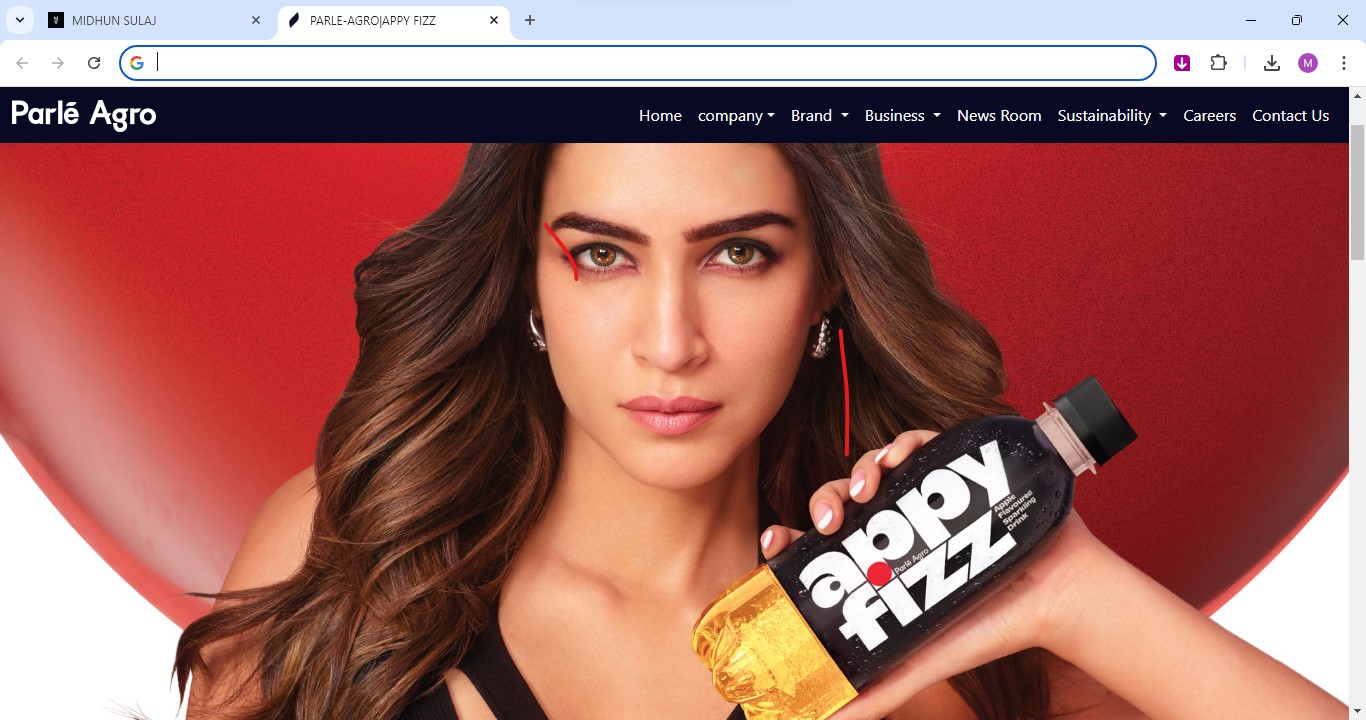 MIDHUN SULAJ
PARLE-AGRO|APPY FIZZ
M
Parlé Agro
Home company Brand Business News Room Sustainability Careers Contact Us
appy
fizz
Parlé Agro
Apple
Flavoured
Sparkling
Drink